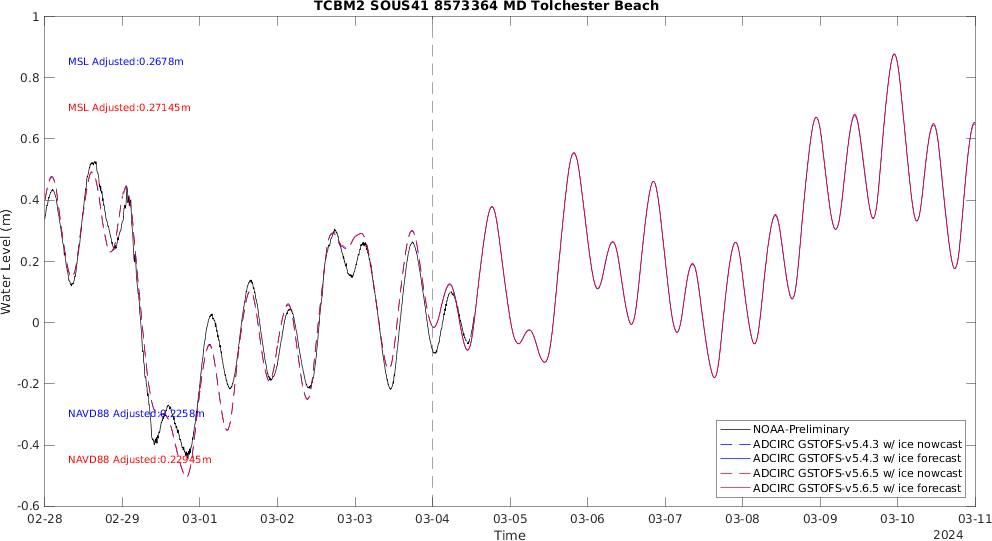 TCBM2 SOUS41 8573364 MD Tolchester Beach
1
0.8
0.6
0.4
0.2
0
-0.2
-0.4
-0.6
Water Level (m)
MSL Adjusted:0.2678m
MSL Adjusted:0.27145m
NAVD88 Adjusted:0.2258m
NAVD88 Adjusted:0.22945m
NOAA-Preliminary
ADCIRC GSTOFS-v5.4.3 w/ ice nowcast
ADCIRC GSTOFS-v5.4.3 w/ ice forecast
ADCIRC GSTOFS-v5.6.5 w/ ice nowcast
ADCIRC GSTOFS-v5.6.5 w/ ice forecast
02-28 02-29 03-01 03-02 03-03 03-04 03-05 03-06 03-07 03-08 03-09 03-10 03-11
Time
2024